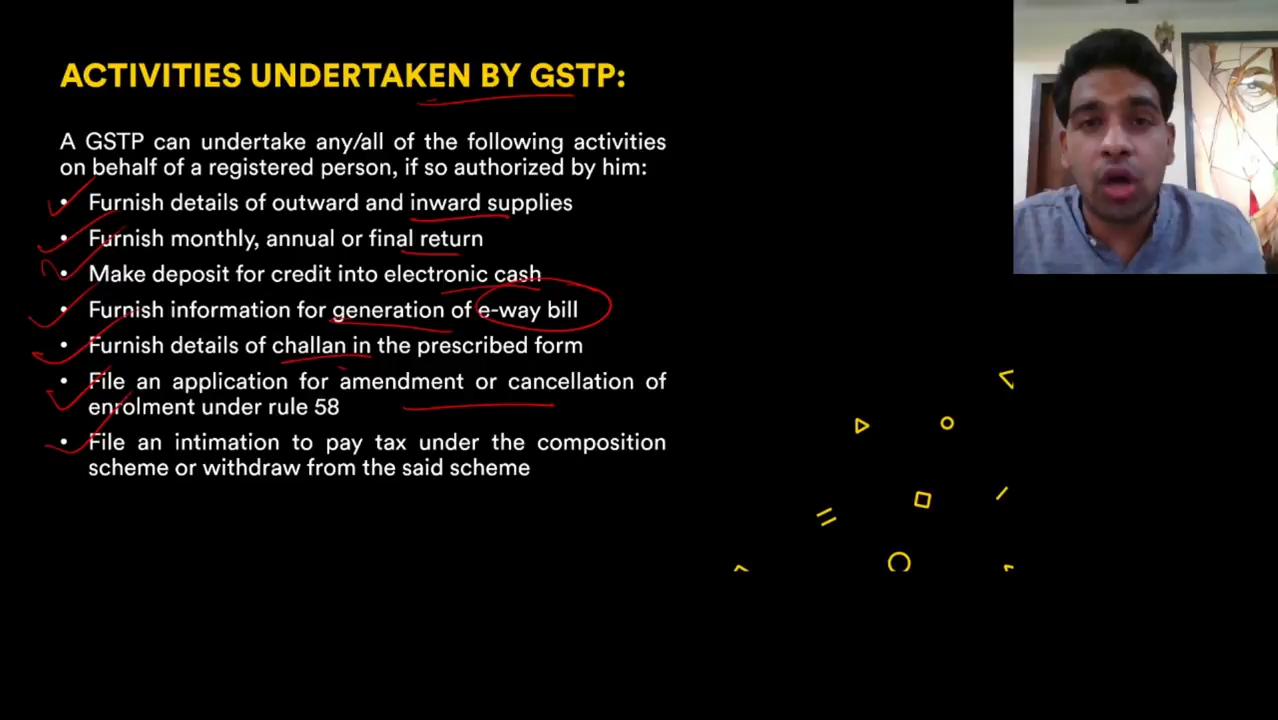 ACTIVITIES UNDERTAKEN BY GSTP:
A GSTP can undertake any/all of the following activities
on behalf of a registered person, if so authorized by him:
• Furnish details of outward and inward supplies
• Furnish monthly, annual or final return
• Make deposit for credit into electronic cash
• Furnish information for generation of e-way bill
• Furnish details of challan in the prescribed form
• File an application for amendment or cancellation of
enrolment under rule 58
• File an intimation to pay tax under the composition
scheme or withdraw from the said scheme